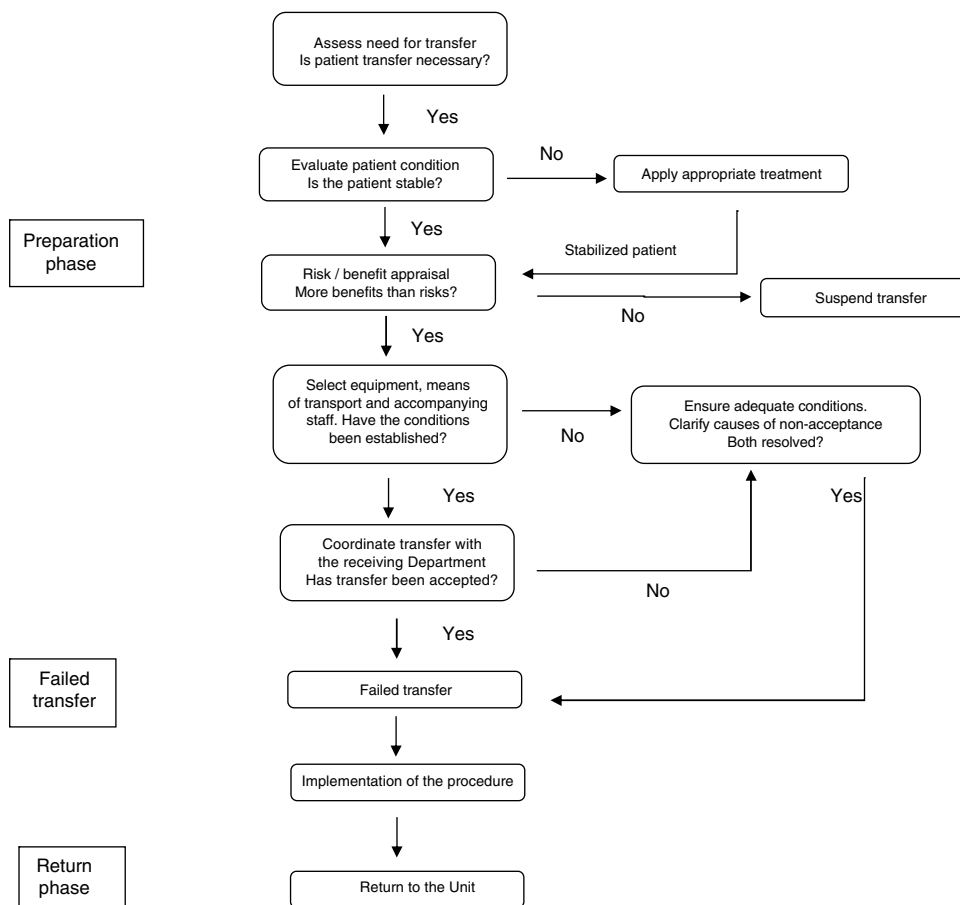 Assess need for transfer
Is patient transfer necessary?
Yes
Evaluate patient condition
Is the patient stable?
No
Apply appropriate treatment
Preparation
phase
Yes
Stabilized patient
Risk / benefit appraisal
More benefits than risks?
No
Suspend transfer
Yes
Select equipment, means
of transport and accompanying
staff. Have the conditions
been established?
No
Ensure adequate conditions.
Clarify causes of non-acceptance
Both resolved?
Yes
Yes
Coordinate transfer with
the receiving Department
Has transfer been accepted?
No
Yes
Failed
transfer
Failed transfer
Implementation of the procedure
Return
phase
Return to the Unit